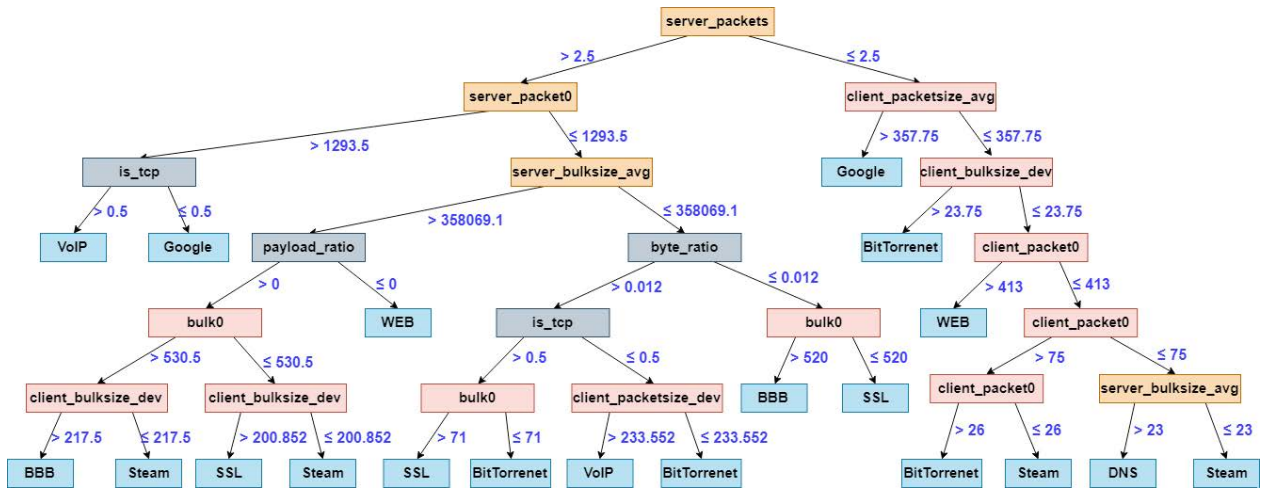 server_packets
> 2.5 ≤ 2.5
server_packet0 client_packetsize_avg
> 1293.5 ≤ 1293.5 > 357.75 ≤ 357.75
is_tcp server_bulksize_avg Google client_bulksize_dev
> 0.5 ≤ 0.5 > 358069.1 ≤ 358069.1 > 23.75 ≤ 23.75
VoIP Google payload_ratio byte_ratio BitTorrenet client_packet0
> 0 ≤ 0 > 0.012 ≤ 0.012 > 413 ≤ 413
bulk0 WEB is_tcp bulk0 WEB client_packet0
> 530.5 ≤ 530.5 > 0.5 ≤ 0.5 > 520 ≤ 520 > 75 ≤ 75
client_bulksize_dev client_bulksize_dev bulk0 client_packetsize_dev BBB SSL client_packet0 server_bulksize_avg
> 217.5 ≤ 217.5 > 200.852 ≤ 200.852 > 71 ≤ 71 > 233.552 ≤ 233.552 > 26 ≤ 26 > 23 ≤ 23
BBB Steam SSL Steam SSL BitTorrenet VoIP BitTorrenet BitTorrenet Steam DNS Steam